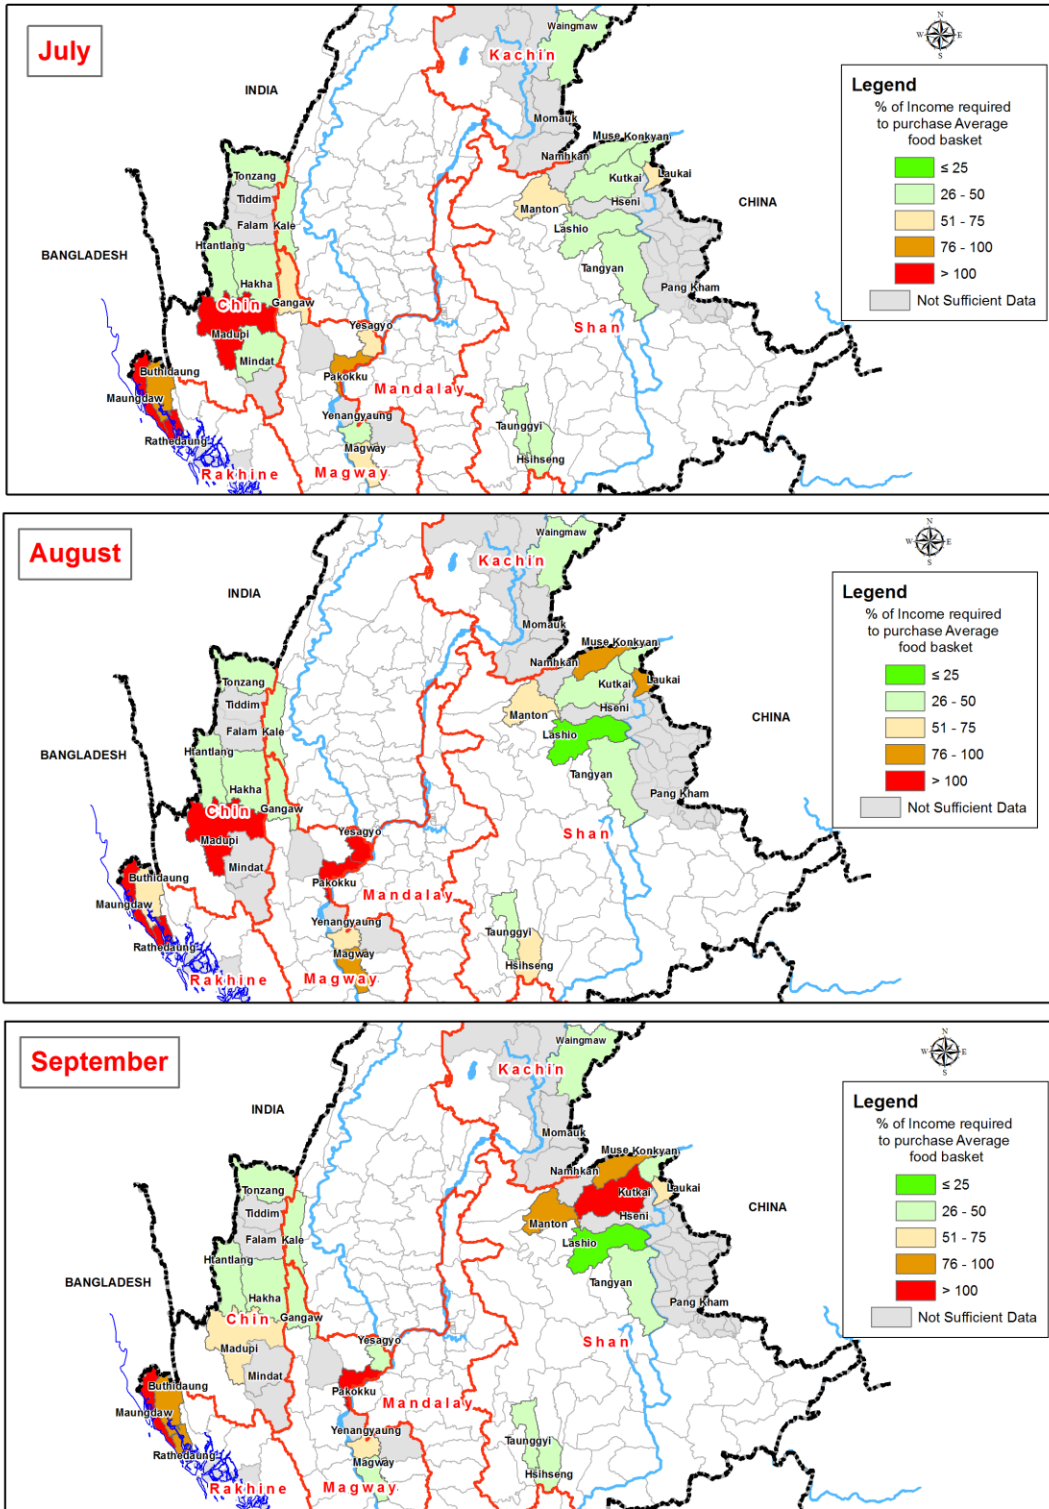 July
Waingmaw
Kachin
N
W E
S
INDIA
Legend
% of Income required
to purchase Average
food basket
≤ 25
26 - 50
51 - 75
76 - 100
> 100
Not Sufficient Data
Momauk
Muse Konkyan
Namhkan
Tonzang
Tiddim
Kutkai
Laukai
Manton
Hseni
CHINA
Falam
Kale
Lashio
Htantlang
BANGLADESH
Tangyan
Hakha
Pang Kham
Chin
Gangaw
Madupi
Yesagyo
Shan
Mindat
Buthidaung
Pakokku
Mandalay
Maungdaw
Yenangyaung
Taunggyi
Rathedaung
Magway
Hsihseng
Rakhine
Magway
August
Waingmaw
Kachin
N
W E
S
INDIA
Legend
% of Income required
to purchase Average
food basket
≤ 25
26 - 50
51 - 75
76 - 100
> 100
Not Sufficient Data
Momauk
Muse Konkyan
Namhkan
Tonzang
Tiddim
Kutkai
Laukai
Manton
Hseni
CHINA
Falam
Kale
Lashio
Htantlang
BANGLADESH
Tangyan
Hakha
Pang Kham
Chin
Gangaw
Madupi
Yesagyo
Shan
Mindat
Buthidaung
Pakokku
Mandalay
Maungdaw
Yenangyaung
Taunggyi
Rathedaung
Magway
Hsihseng
Rakhine
Magway
September
Waingmaw
Kachin
N
W E
S
INDIA
Legend
% of Income required
to purchase Average
food basket
≤ 25
26 - 50
51 - 75
76 - 100
> 100
Not Sufficient Data
Momauk
Muse Konkyan
Namhkan
Tonzang
Tiddim
Kutkai
Laukai
Manton
Hseni
CHINA
Falam
Kale
Lashio
Htantlang
BANGLADESH
Tangyan
Hakha
Pang Kham
Chin
Gangaw
Madupi
Yesagyo
Shan
Mindat
Buthidaung
Pakokku
Mandalay
Maungdaw
Yenangyaung
Taunggyi
Rathedaung
Magway
Hsihseng
Rakhine
Magway